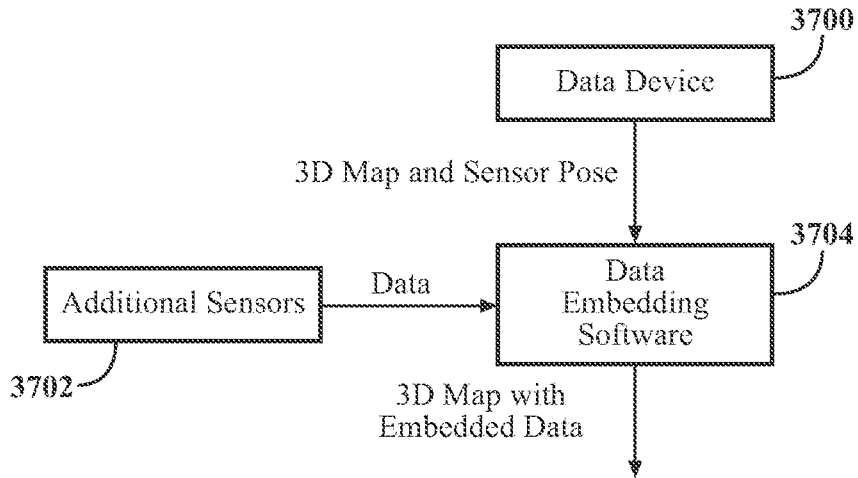 3700
Data Device
3D Map and Sensor Pose
3704
Data
Embedding
Software
Additional Sensors
Data
3702
3D Map with
Embedded Data